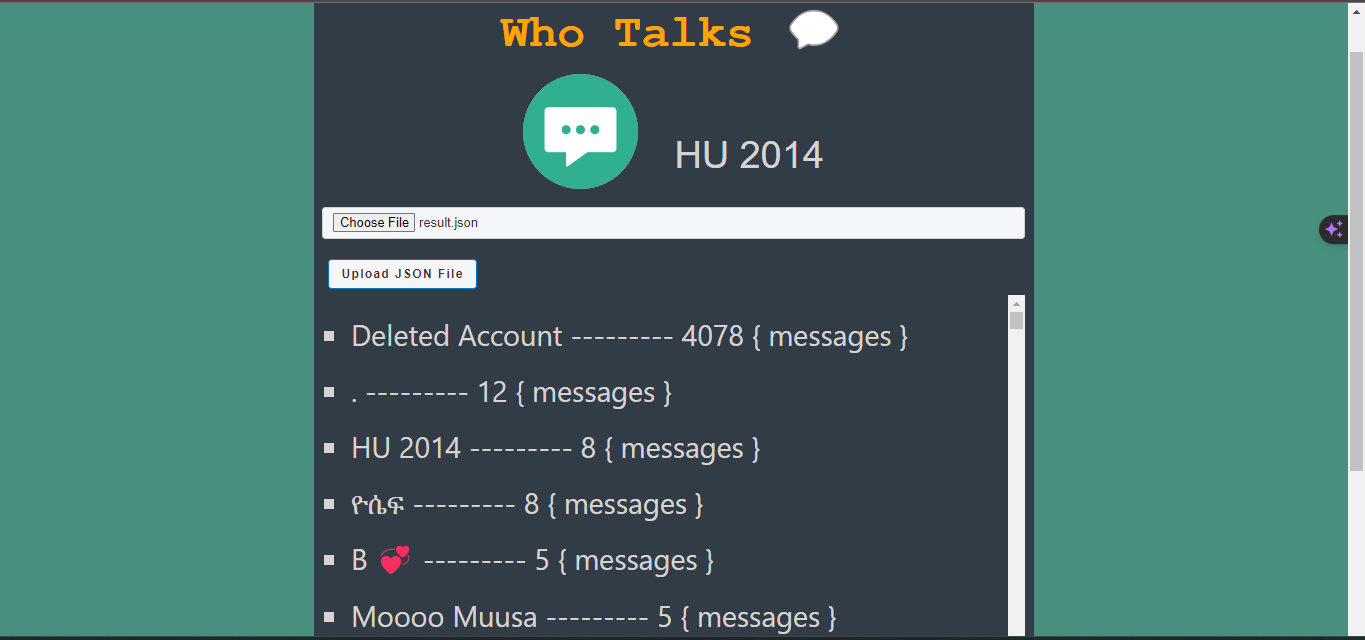 Who Talks
HU 2014
Choose File result.json
Upload JSON File
Deleted Account --------- 4078 { messages }
. --------- 12 { messages }
HU 2014 --------- 8 { messages }
ዮሴፍ --------- 8 { messages }
B 💞 --------- 5 { messages }
Moooo Muusa --------- 5 { messages }